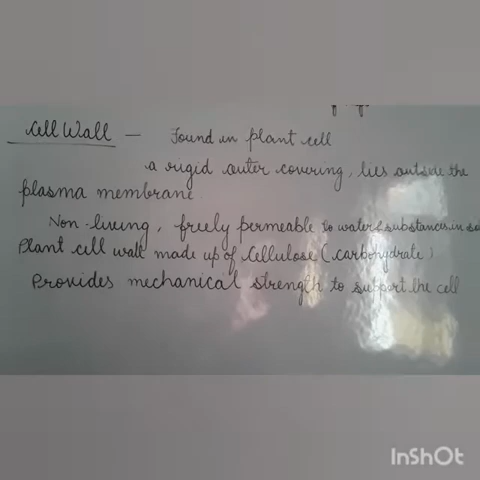 Cell Wall — Found in plant cell
a rigid outer covering, lies outside the
plasma membrane.
Non-living, freely permeable to water & substances in
Plant cell wall made up of Cellulose (carbohydrate)
Provides mechanical strength to support the cell
InShOt